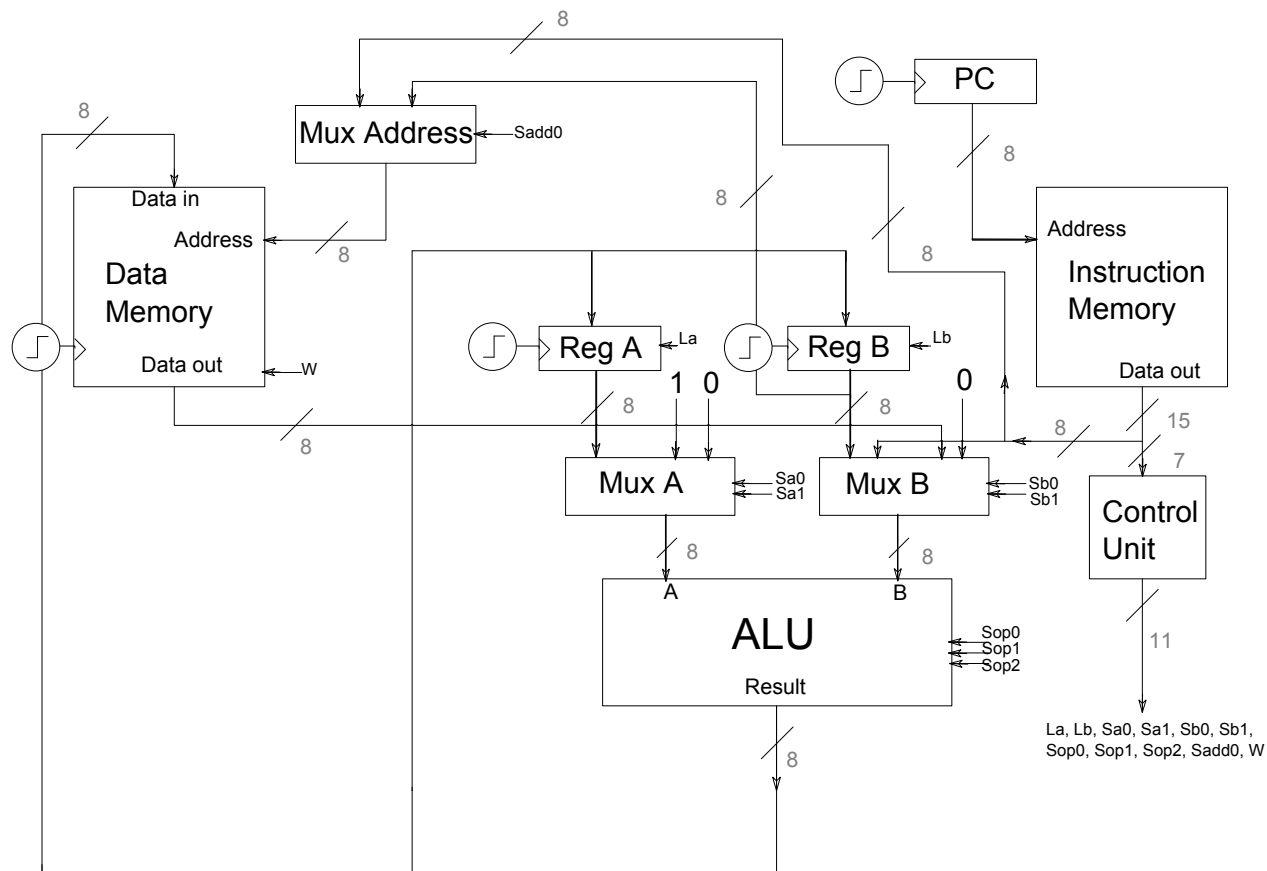 8
8
PC
8
Mux Address
Sadd0
8
Data in
8
Address
8
8
Address
Data
Memory
Instruction
Memory
Reg A
La
Reg B
Lb
Data out
W
Data out
1 0
0
8
8
8
8
15
7
Mux A
Sa0
Sa1
Mux B
Sb0
Sb1
Control
Unit
8
8
A
B
ALU
Sop0
Sop1
Sop2
Result
11
8
La, Lb, Sa0, Sa1, Sb0, Sb1,
Sop0, Sop1, Sop2, Sadd0, W